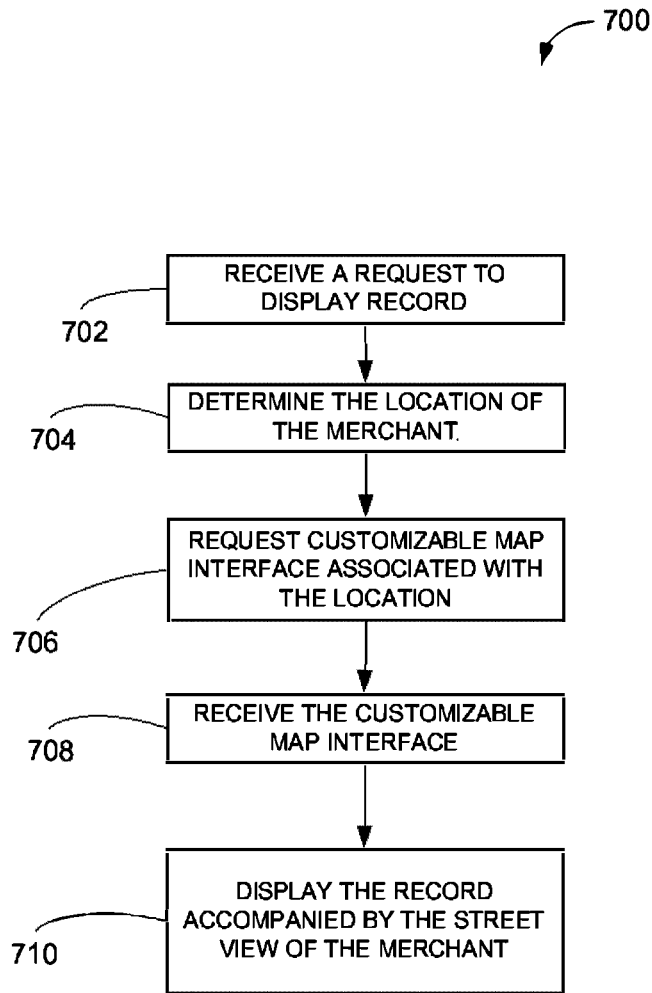 700
RECEIVE A REQUEST TO
DISPLAY RECORD
702
DETERMINE THE LOCATION OF
THE MERCHANT.
704
REQUEST CUSTOMIZABLE MAP
INTERFACE ASSOCIATED WITH
THE LOCATION
706
RECEIVE THE CUSTOMIZABLE
MAP INTERFACE
708
DISPLAY THE RECORD
ACCOMPANIED BY THE STREET
VIEW OF THE MERCHANT
710